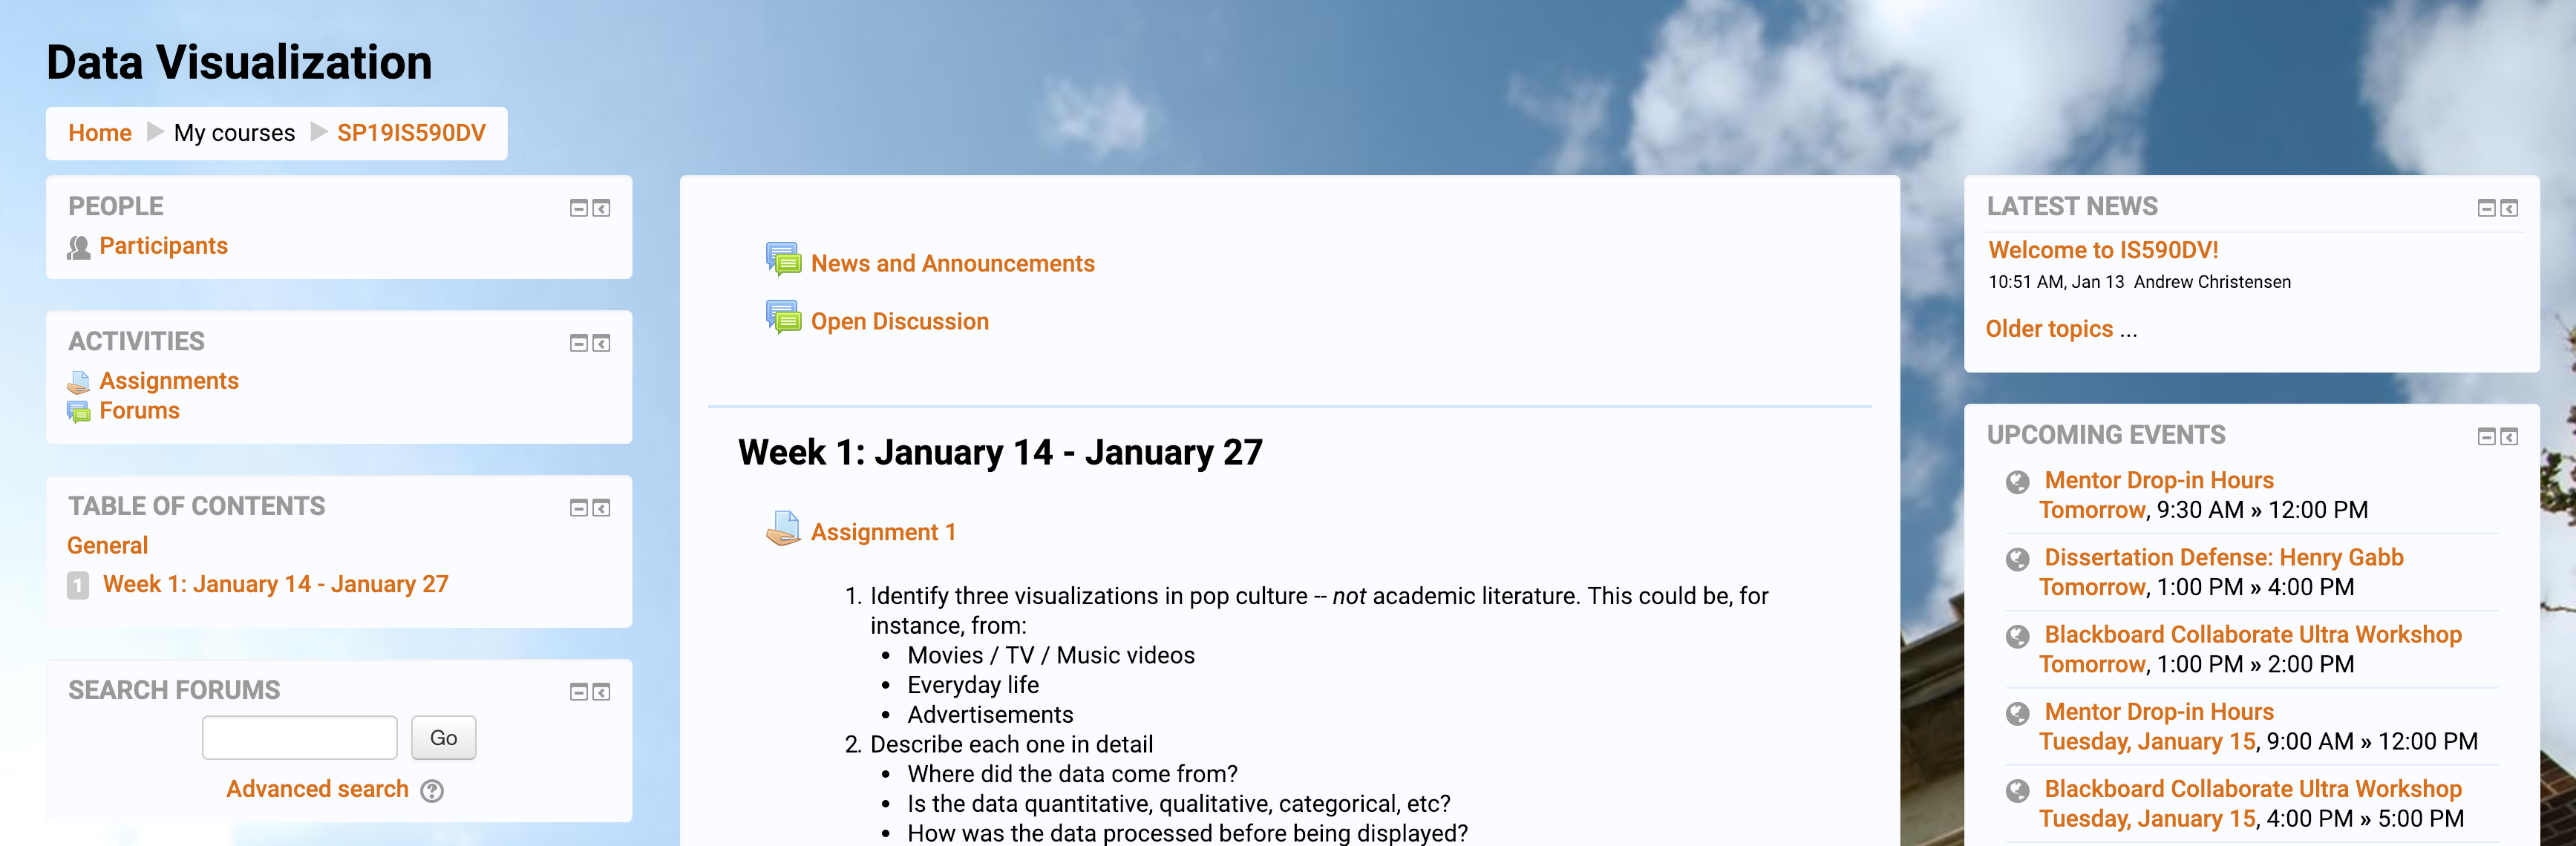 Data Visualization
Home My courses SP19IS590DV
PEOPLE
Participants
ACTIVITIES
Assignments
Forums
TABLE OF CONTENTS
General
1 Week 1: January 14 - January 27
SEARCH FORUMS
Go
Advanced search ?
News and Announcements
Open Discussion
Week 1: January 14 - January 27
Assignment 1
1. Identify three visualizations in pop culture -- not academic literature. This could be, for
instance, from:
• Movies / TV / Music videos
• Everyday life
• Advertisements
2. Describe each one in detail
• Where did the data come from?
• Is the data quantitative, qualitative, categorical, etc?
• How was the data processed before being displayed?
LATEST NEWS
Welcome to IS590DV!
10:51 AM, Jan 13 Andrew Christensen
Older topics ...
UPCOMING EVENTS
Mentor Drop-in Hours
Tomorrow, 9:30 AM » 12:00 PM
Dissertation Defense: Henry Gabb
Tomorrow, 1:00 PM » 4:00 PM
Blackboard Collaborate Ultra Workshop
Tomorrow, 1:00 PM » 2:00 PM
Mentor Drop-in Hours
Tuesday, January 15, 9:00 AM » 12:00 PM
Blackboard Collaborate Ultra Workshop
Tuesday, January 15, 4:00 PM » 5:00 PM